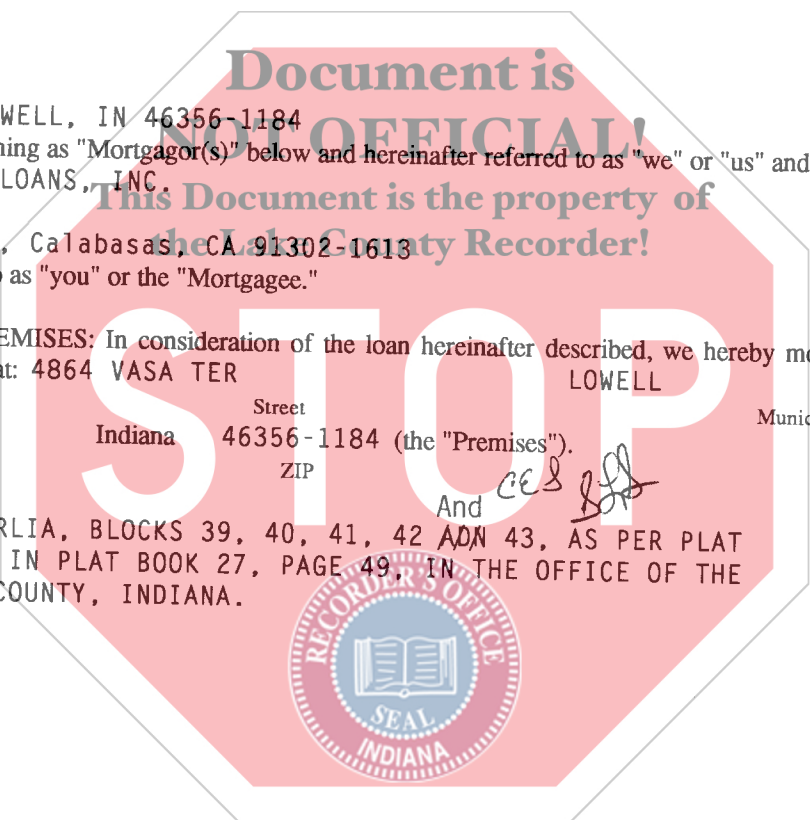 Document is
WELL, IN 46356-1184
NOT OFFICIAL!
ning as "Mortgagor(s)" below and hereinafter referred to as "we" or "us" and
LOANS, INC.
This Document is the property of
, Calabasas, CA 91302-1613
the Lake County Recorder!
as "you" or the "Mortgagee."
STOP
EMISES: In consideration of the loan hereinafter described, we hereby mo
at: 4864 VASA TER LOWELL
Street Munic
Indiana 46356-1184 (the "Premises").
ZIP
And CES
RLIA, BLOCKS 39, 40, 41, 42 ADN 43, AS PER PLAT
IN PLAT BOOK 27, PAGE 49, IN THE OFFICE OF THE
COUNTY, INDIANA.
RECORDER'S OFFICE
SEAL
INDIANA